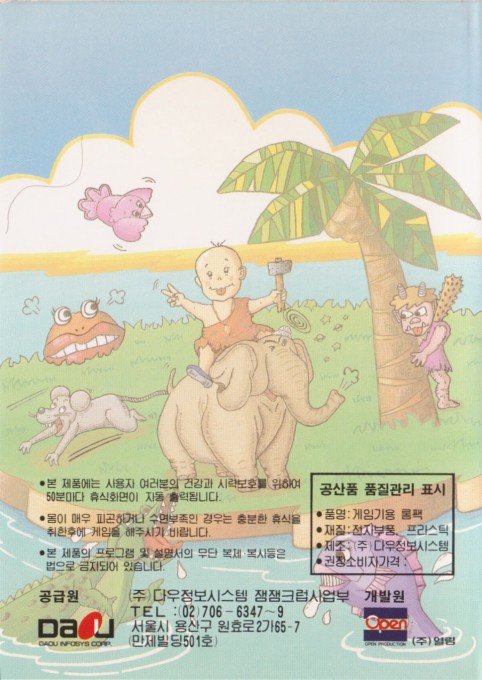 ●본 제품에는 사용자 여러분의 건강과 시력보호를 위하여
50분마다 휴식화면이 자동 출력됩니다.
●몸이 매우 피곤하거나 수면부족인 경우는 충분한 휴식을
취한후에 게임을 해주시기 바랍니다.
●본 제품의 프로그램 및 설명서의 무단 복제·복시등은
법으로 금지되어 있습니다.
공산품 품질관리 표시
●품명:게임기용 롬팩
●재질:전자부품, 프라스틱
●제조:(주) 다우정보시스템
●권장소비자가격 :
공급원
DAOU
DAOU INFOSYS CORP.
(주) 다우정보시스템 잼잼크럽사업부
TEL :(02) 706-6347~9
서울시 용산구 원효로2가65-7
(만제빌딩501호)
개발원
Open
OPEN PRODUCTION
(주) 열림